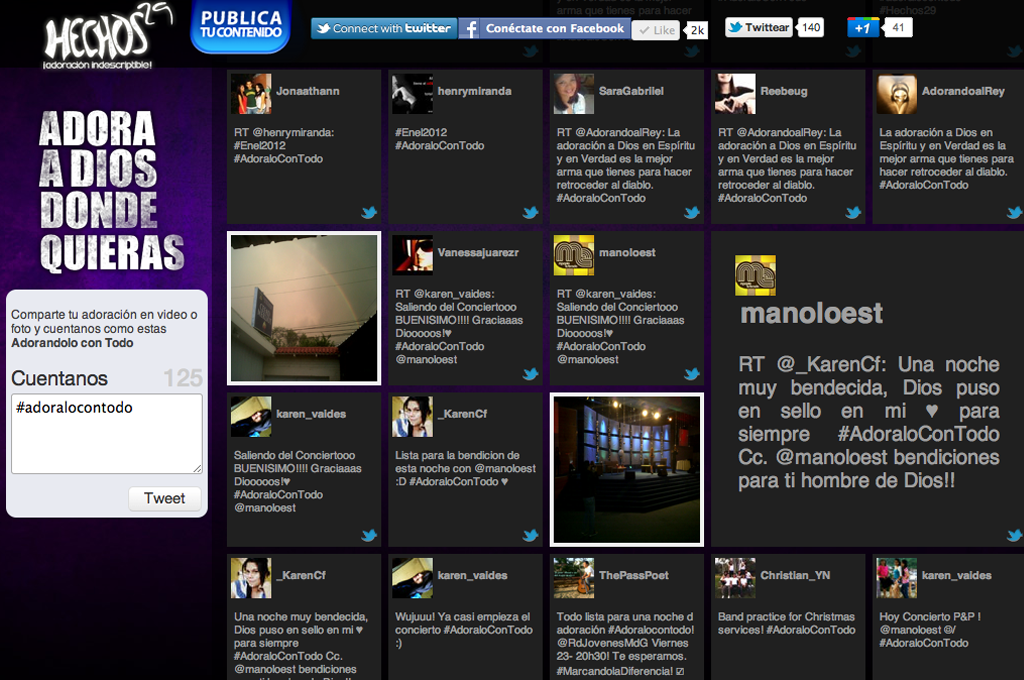 HECHOS29
¡adoración indescriptible!
PUBLICA
TU CONTENIDO
Connect with twitter
Conéctate con Facebook
Like
2k
Twittear
140
+1
41
hacer retroceder al diablo.
#Hechos29
ADORA
A DIOS
DONDE
QUIERAS
Comparte tu adoración en video o
foto y cuentanos como estas
Adorandolo con Todo
Cuentanos
125
#adoralocontodo
Tweet
Jonaathann
RT @henrymiranda:
#Enel2012
#AdoraloConTodo
henrymiranda
#Enel2012
#AdoraloConTodo
SaraGabrliel
RT @AdorandoalRey: La
adoración a Dios en Espíritu
y en Verdad es la mejor
arma que tienes para hacer
retroceder al diablo.
#AdoraloConTodo
Reebeug
RT @AdorandoalRey: La
adoración a Dios en Espíritu
y en Verdad es la mejor
arma que tienes para hacer
retroceder al diablo.
#AdoraloConTodo
AdorandoalRey
La adoración a Dios en
Espíritu y en Verdad es la
mejor arma que tienes para
hacer retroceder al diablo.
#AdoraloConTodo
Vanessajuarezr
RT @karen_vaides:
Saliendo del Conciertooo
BUENISIMO!!!! Graciaaas
Diooooos!♥
#AdoraloConTodo
@manoloest
manoloest
RT @karen_vaides:
Saliendo del Conciertooo
BUENISIMO!!!! Graciaaas
Diooooos!♥
#AdoraloConTodo
@manoloest
manoloest
RT @_KarenCf: Una noche
muy bendecida, Dios puso
en sello en mi ♥ para
siempre #AdoraloConTodo
Cc. @manoloest bendiciones
para ti hombre de Dios!!
karen_vaides
Saliendo del Conciertooo
BUENISIMO!!!! Graciaaas
Diooooos!♥
#AdoraloConTodo
@manoloest
_KarenCf
Lista para la bendicion de
esta noche con @manoloest
:D #AdoraloConTodo ♥
_KarenCf
Una noche muy bendecida,
Dios puso en sello en mi ♥
para siempre
#AdoraloConTodo Cc.
@manoloest bendiciones
para ti hombre de Dios!!
karen_vaides
Wujuuu! Ya casi empieza el
concierto #AdoraloConTodo
:)
ThePassPoet
Todo lista para una noche d
adoración #Adoralocontodo!
@RdJovenesMdG Viernes
23- 20h30! Te esperamos.
#MarcandolaDiferencia! ☑
Christian_YN
Band practice for Christmas
services! #AdoraloConTodo
karen_vaides
Hoy Concierto P&P !
@manoloest @/
#AdoraloConTodo